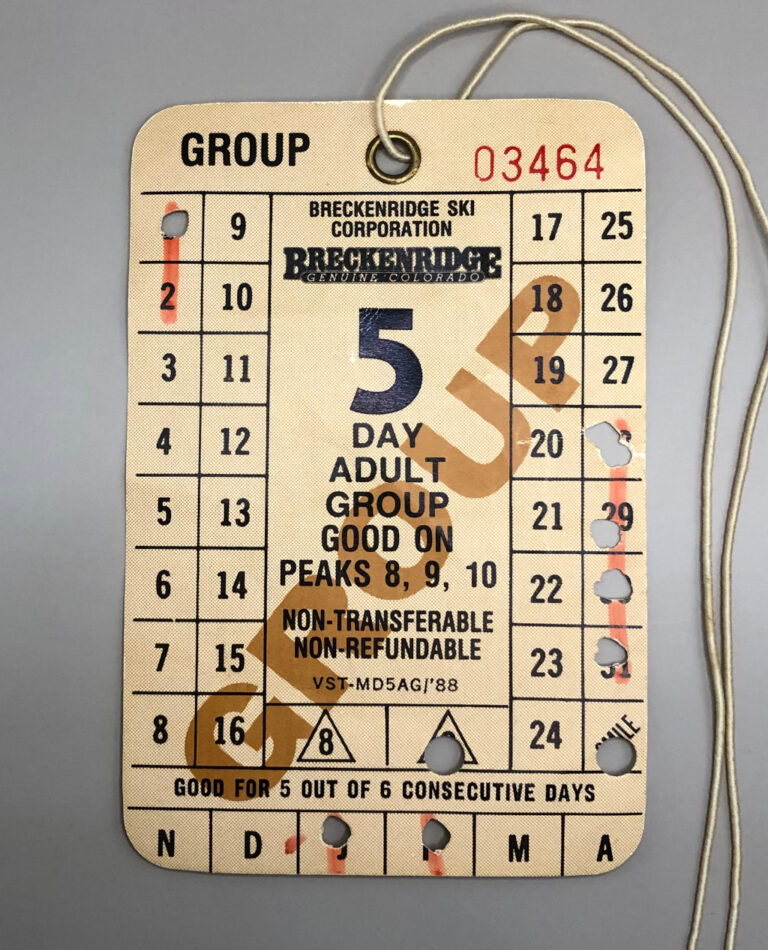 GROUP 03464
BRECKENRIDGE SKI
CORPORATION
BRECKENRIDGE
GENUINE COLORADO
5
DAY
ADULT
GROUP
GOOD ON
PEAKS 8, 9, 10
NON-TRANSFERABLE
NON-REFUNDABLE
VST-MD5AG/'88
GROUP
9 17 25
2 10 18 26
3 11 19 27
4 12 20
5 13 21 29
6 14 22
7 15 23 31
8 16 8 24
GOOD FOR 5 OUT OF 6 CONSECUTIVE DAYS
N D J M A